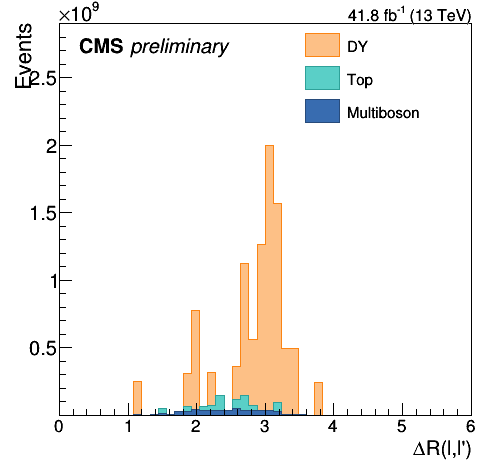 ×10⁹
41.8 fb⁻¹ (13 TeV)
CMS preliminary
Events
DY
Top
Multiboson
2.5
2
1.5
1
0.5
0 1 2 3 4 5 6
ΔR(l,l')